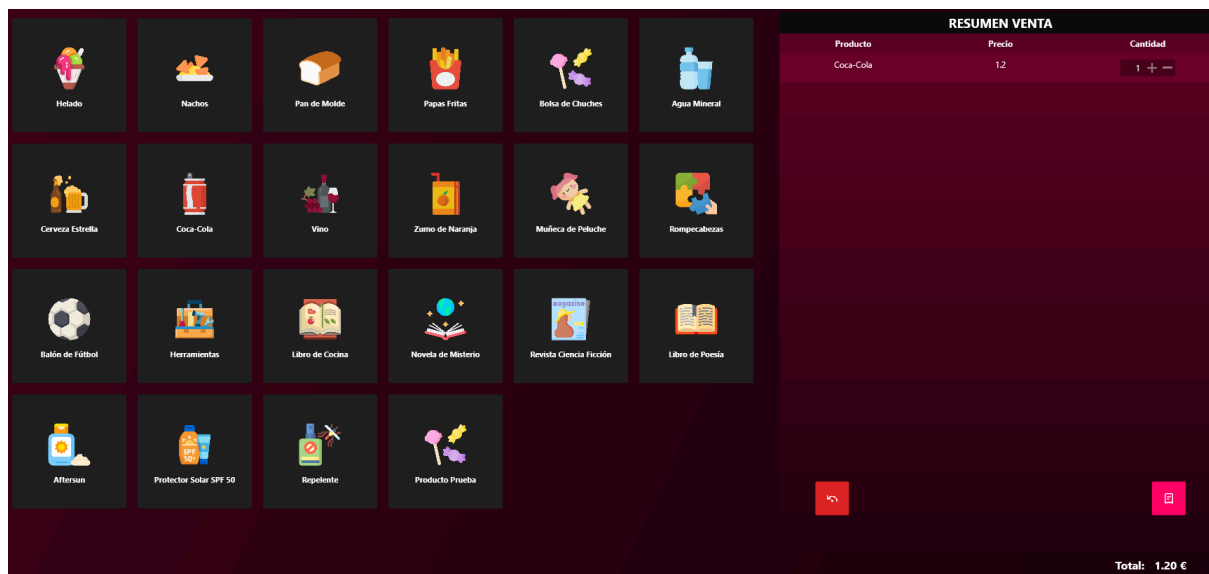 RESUMEN VENTA
Producto Precio Cantidad
Coca-Cola 1.2 1
Helado Nachos Pan de Molde Papas Fritas Bolsa de Chuches Agua Mineral
Cerveza Estrella Coca-Cola Vino Zumo de Naranja Muñeca de Peluche Rompecabezas
magazine
Balón de Fútbol Herramientas Libro de Cocina Novela de Misterio Revista Ciencia Ficción Libro de Poesía
SPF
50+
Aftersun Protector Solar SPF 50 Repelente Producto Prueba
Total: 1.20 €